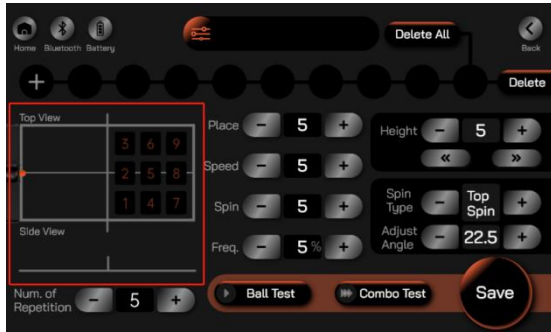 Delete All
Home Bluetooth Battery
Back
+
Delete
Top View
3 6 9
2 5 8
1 4 7
Side View
Place − 5 +
Speed − 5 +
Spin − 5 +
Freq. − 5 % +
Height − 5 +
« »
Spin Type − Top Spin +
Adjust Angle − 22.5 +
Num. of Repetition − 5 +
Ball Test
Combo Test
Save